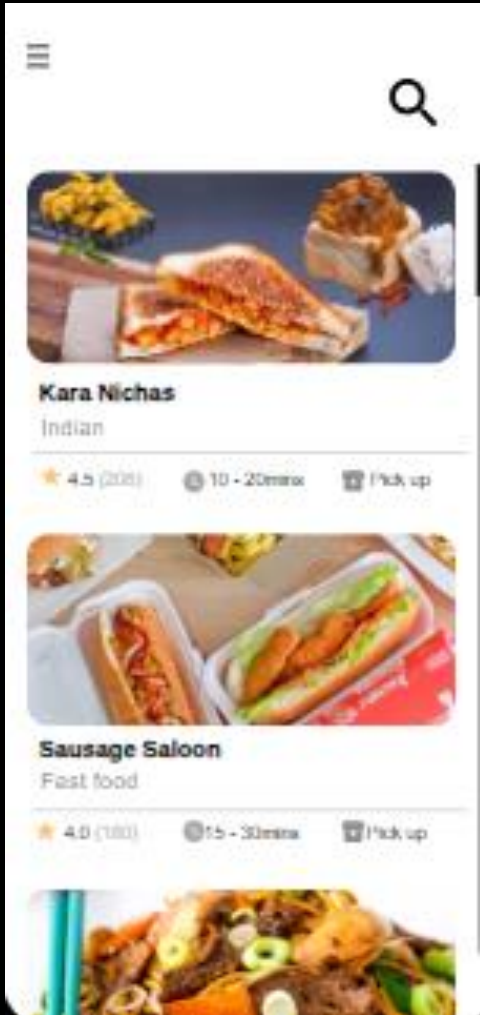 Kara Nichas
Indian
4.5 (205)
10 - 20mins
Pick up
Sausage Saloon
Fast food
4.0 (180)
15 - 30mins
Pick up